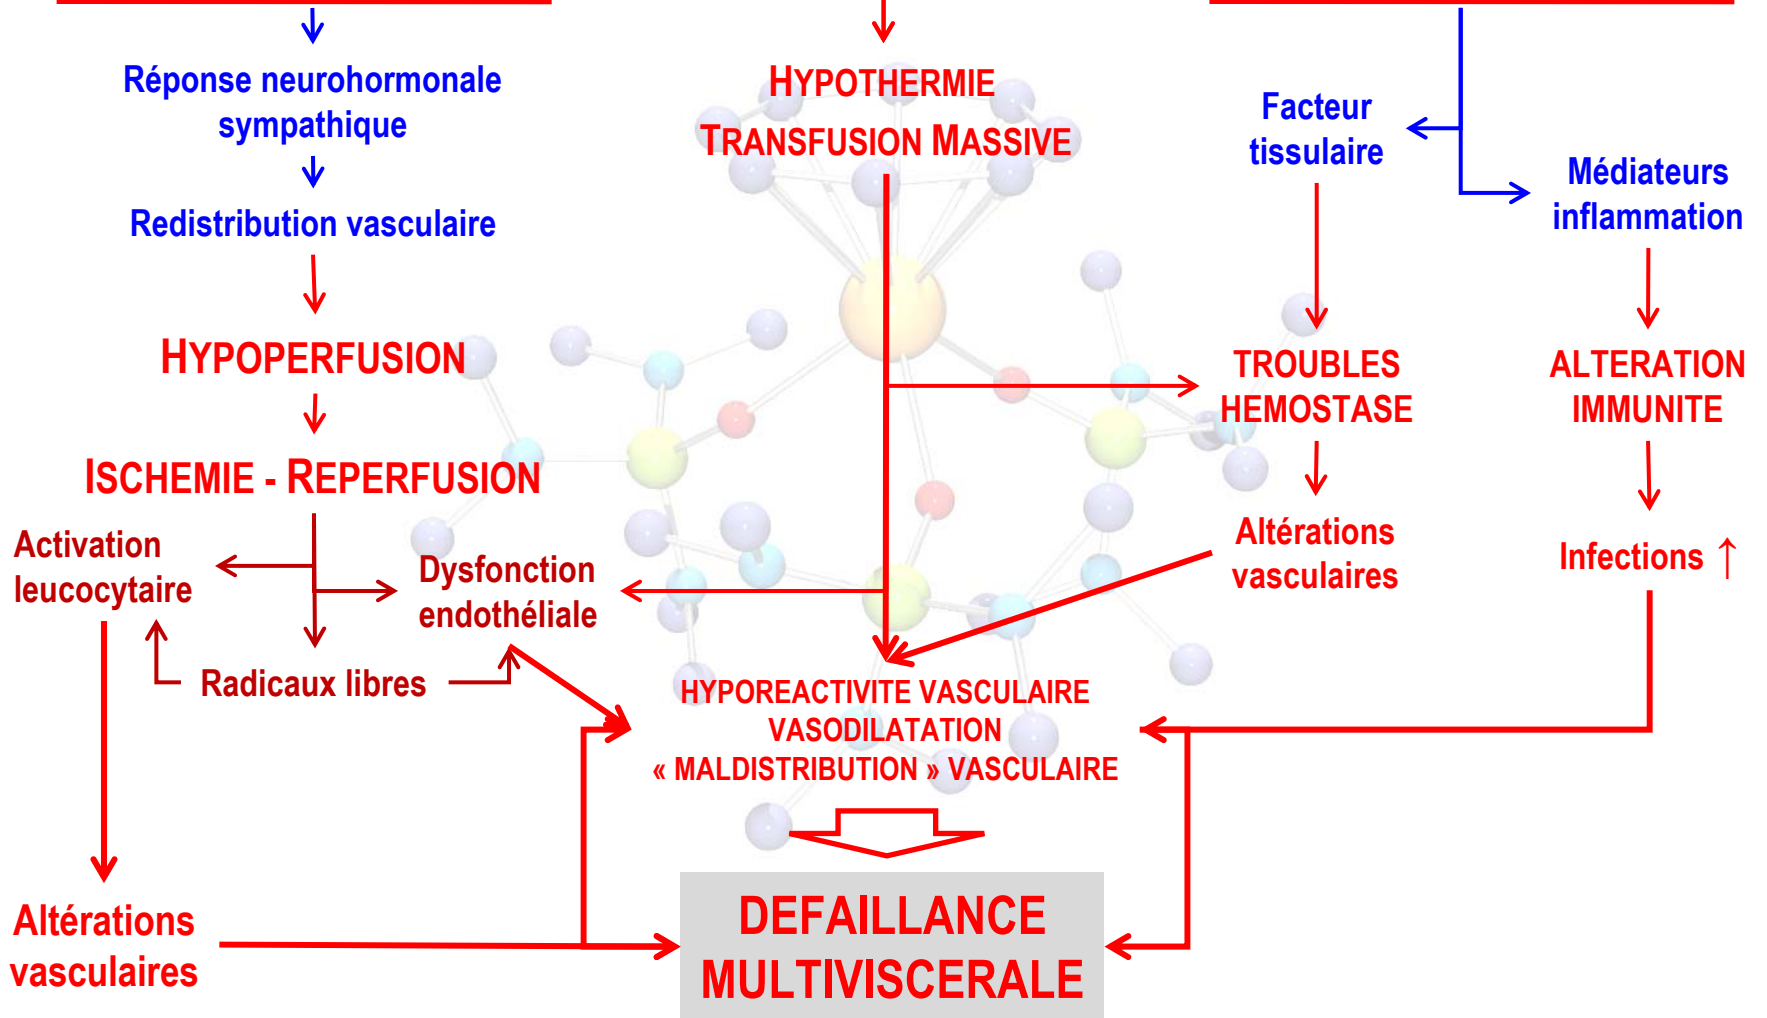 Réponse neurohormonale
sympathique
Redistribution vasculaire
HYPOPERFUSION
ISCHEMIE - REPERFUSION
Activation
leucocytaire
Dysfonction
endothéliale
Radicaux libres
Altérations
vasculaires
HYPOTHERMIE
TRANSFUSION MASSIVE
Facteur
tissulaire
Médiateurs
inflammation
TROUBLES
HEMOSTASE
ALTERATION
IMMUNITE
Altérations
vasculaires
Infections ↑
HYPOREACTIVITE VASCULAIRE
VASODILATATION
« MALDISTRIBUTION » VASCULAIRE
DEFAILLANCE
MULTIVISCERALE